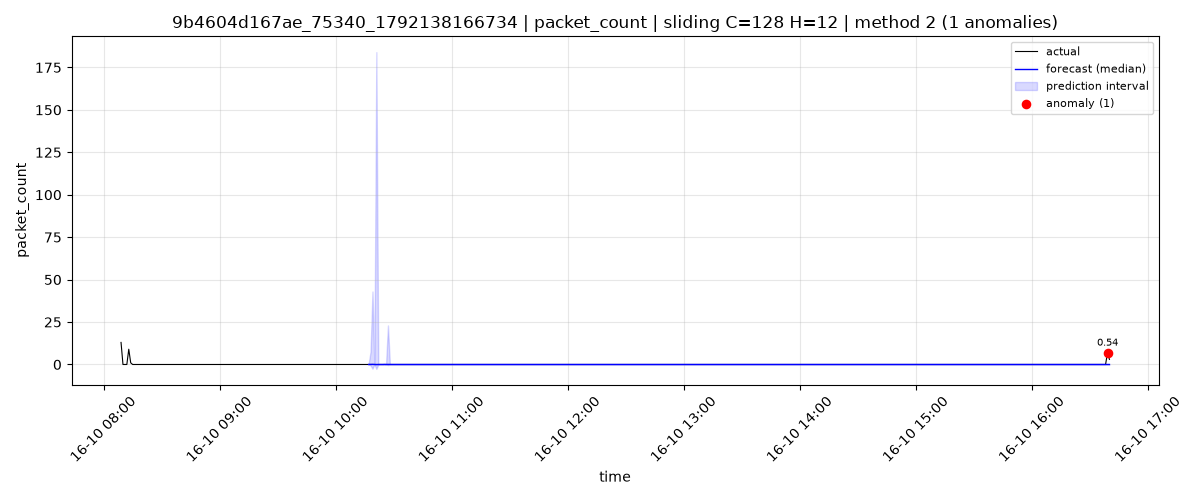 9b4604d167ae_75340_1792138166734 | packet_count | sliding C=128 H=12 | method 2 (1 anomalies)
actual
forecast (median)
prediction interval
anomaly (1)
packet_count
175
150
125
100
75
50
25
0
0.54
16-10 08:00
16-10 09:00
16-10 10:00
16-10 11:00
16-10 12:00
16-10 13:00
16-10 14:00
16-10 15:00
16-10 16:00
16-10 17:00
time